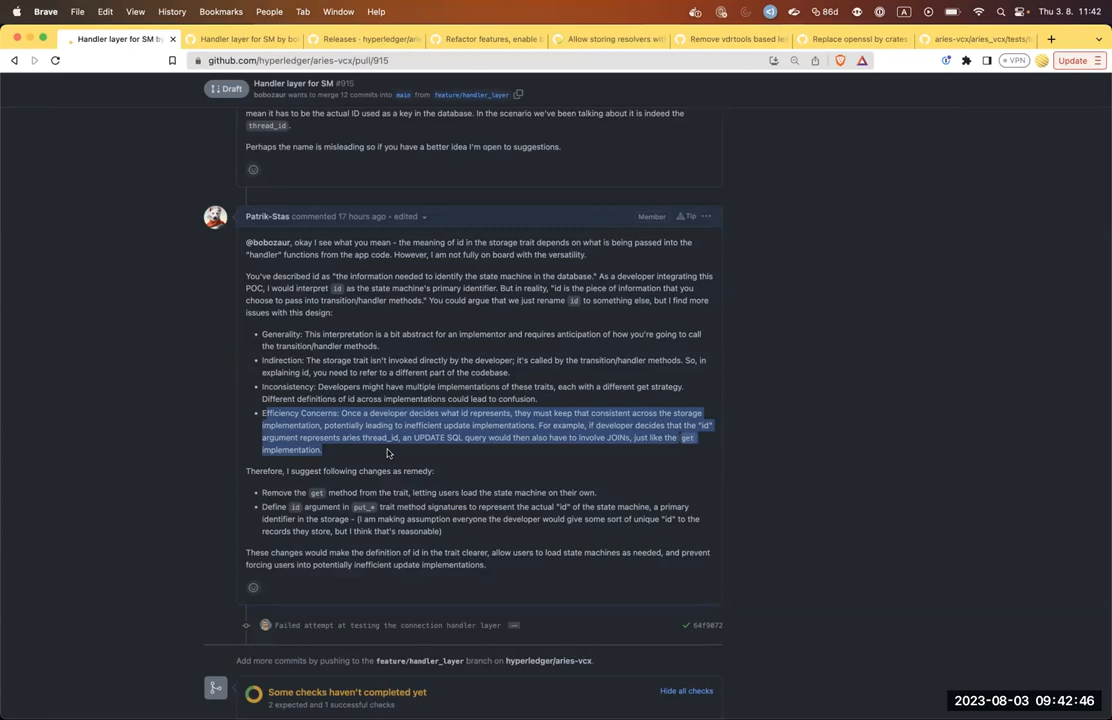 Brave File Edit View History Bookmarks People Tab Window Help 86d A Thu 3. 8. 11:42
Handler layer for SM by Handler layer for SM by bo Releases · hyperledger/arie Refactor features, enable b Allow storing resolvers wit Remove vdrtools based le Replace openssl by crates. aries-vcx/aries_vcx/tests/
github.com/hyperledger/aries-vcx/pull/915 VPN Update
Draft
Handler layer for SM #915
bobozaur wants to merge 12 commits into main from feature/handler_layer
mean it has to be the actual ID used as a key in the database. In the scenario we've been talking about it is indeed the
thread_id.
Perhaps the name is misleading so if you have a better idea I'm open to suggestions.
Patrik-Stas commented 17 hours ago · edited Member Tip
@bobozaur, okay I see what you mean - the meaning of id in the storage trait depends on what is being passed into the
"handler" functions from the app code. However, I am not fully on board with the versatility.
You've described id as "the information needed to identify the state machine in the database." As a developer integrating this
POC, I would interpret id as the state machine's primary identifier. But in reality, "id is the piece of information that you
choose to pass into transition/handler methods." You could argue that we just rename id to something else, but I find more
issues with this design:
• Generality: This interpretation is a bit abstract for an implementor and requires anticipation of how you're going to call
the transition/handler methods.
• Indirection: The storage trait isn't invoked directly by the developer; it's called by the transition/handler methods. So, in
explaining id, you need to refer to a different part of the codebase.
• Inconsistency: Developers might have multiple implementations of these traits, each with a different get strategy.
Different definitions of id across implementations could lead to confusion.
• Efficiency Concerns: Once a developer decides what id represents, they must keep that consistent across the storage
implementation, potentially leading to inefficient update implementations. For example, if developer decides that the "id"
argument represents aries thread_id, an UPDATE SQL query would then also have to involve JOINs, just like the get
implementation.
Therefore, I suggest following changes as remedy:
• Remove the get method from the trait, letting users load the state machine on their own.
• Define id argument in put_* trait method signatures to represent the actual "id" of the state machine, a primary
identifier in the storage - (I am making assumption everyone the developer would give some sort of unique "id" to the
records they store, but I think that's reasonable)
These changes would make the definition of id in the trait clearer, allow users to load state machines as needed, and prevent
forcing users into potentially inefficient update implementations.
Failed attempt at testing the connection handler layer 64f9072
Add more commits by pushing to the feature/handler_layer branch on hyperledger/aries-vcx.
Some checks haven't completed yet Hide all checks
2 expected and 1 successful checks
2023-08-03 09:42:46